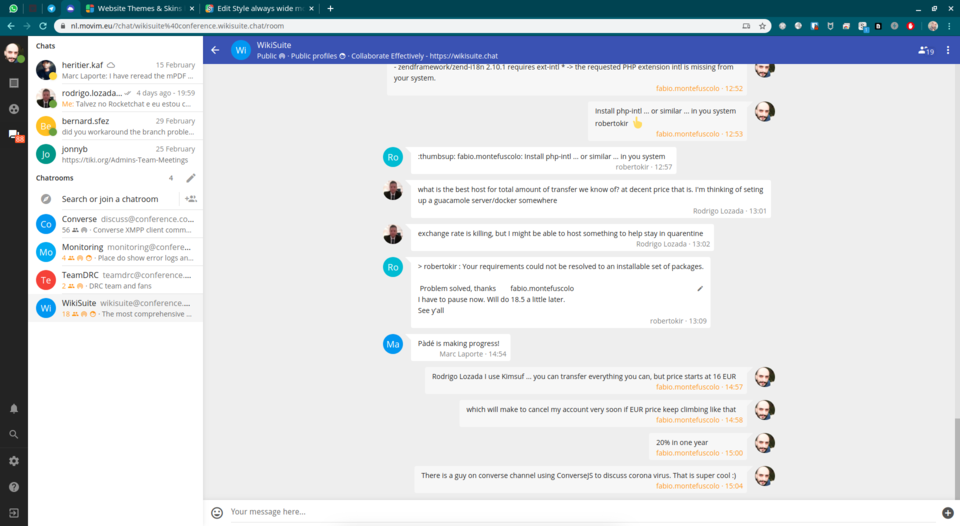 Website Themes & Skins
Edit Style always wide m
nl.movim.eu/?chat/wikisuite%40conference.wikisuite.chat/room
Chats
heritier.kaf
15 February
Marc Laporte: I have reread the mPDF ...
rodrigo.lozada...
4 days ago - 19:59
Me: Talvez no Rocketchat e eu estou c...
Be
bernard.sfez
29 February
did you workaround the branch proble...
Jo
jonnyb
25 February
https://tiki.org/Admins-Team-Meetings
Chatrooms
4
Search or join a chatroom
Co
Converse discuss@conference.co...
56 · Converse XMPP client comm...
Mo
Monitoring monitoring@confere...
4 · Place do show error logs an...
Te
TeamDRC teamdrc@conference....
2 · DRC team and fans
Wi
WikiSuite wikisuite@conference....
18 · The most comprehensive ...
Wi
WikiSuite
Public · Public profiles · Collaborate Effectively - https://wikisuite.chat
19
- zendframework/zend-i18n 2.10.1 requires ext-intl * -> the requested PHP extension intl is missing from
your system.
fabio.montefuscolo · 12:52
Install php-intl ... or similar ... in you system
robertokir 👆
fabio.montefuscolo · 12:53
Ro
:thumbsup: fabio.montefuscolo: Install php-intl ... or similar ... in you system
robertokir · 12:57
what is the best host for total amount of transfer we know of? at decent price that is. I'm thinking of seting
up a guacamole server/docker somewhere
Rodrigo Lozada · 13:01
exchange rate is killing, but I might be able to host something to help stay in quarentine
Rodrigo Lozada · 13:02
Ro
> robertokir : Your requirements could not be resolved to an installable set of packages.
Problem solved, thanks fabio.montefuscolo
I have to pause now. Will do 18.5 a little later.
See y'all
robertokir · 13:09
Ma
Pàdé is making progress!
Marc Laporte · 14:54
Rodrigo Lozada I use Kimsuf ... you can transfer everything you can, but price starts at 16 EUR
fabio.montefuscolo · 14:57
which will make to cancel my account very soon if EUR price keep climbing like that
fabio.montefuscolo · 14:58
20% in one year
fabio.montefuscolo · 15:00
There is a guy on converse channel using ConverseJS to discuss corona virus. That is super cool :)
fabio.montefuscolo · 15:04
Your message here...